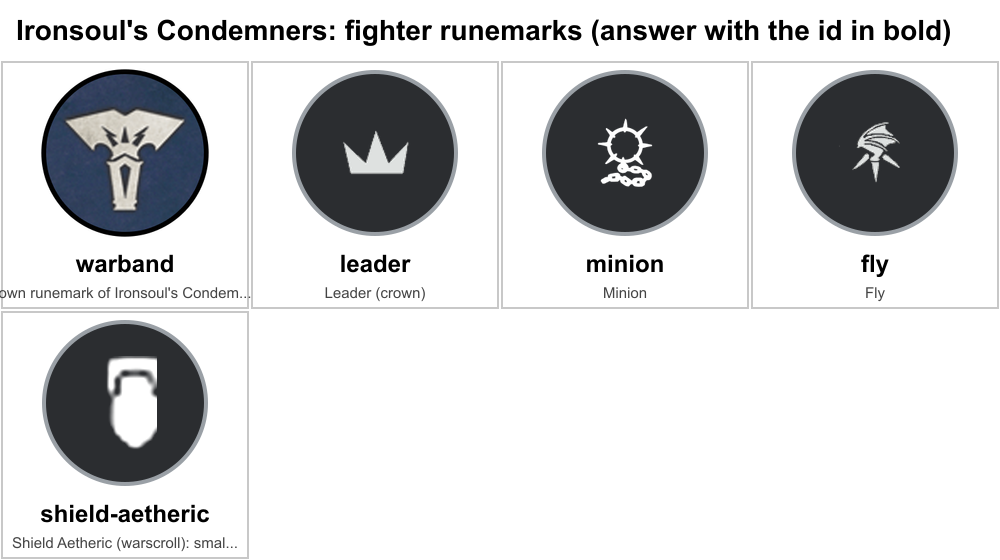 Ironsoul's Condemners: fighter runemarks (answer with the id in bold)
warband
own runemark of Ironsoul's Condem...
leader
Leader (crown)
minion
Minion
fly
Fly
shield-aetheric
Shield Aetheric (warscroll): smal...